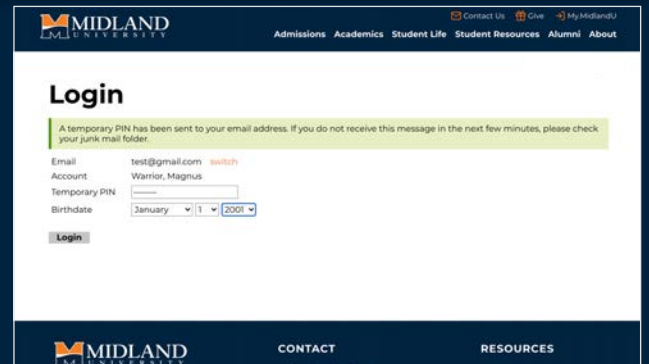 MIDLAND
UNIVERSITY
Contact Us Give My.MidlandU
Admissions Academics Student Life Student Resources Alumni About
Login
A temporary PIN has been sent to your email address. If you do not receive this message in the next few minutes, please check
your junk mail folder.
Email test@gmail.com switch
Account Warrior, Magnus
Temporary PIN --------
Birthdate January 1 2001
Login
MIDLAND
UNIVERSITY
CONTACT
RESOURCES